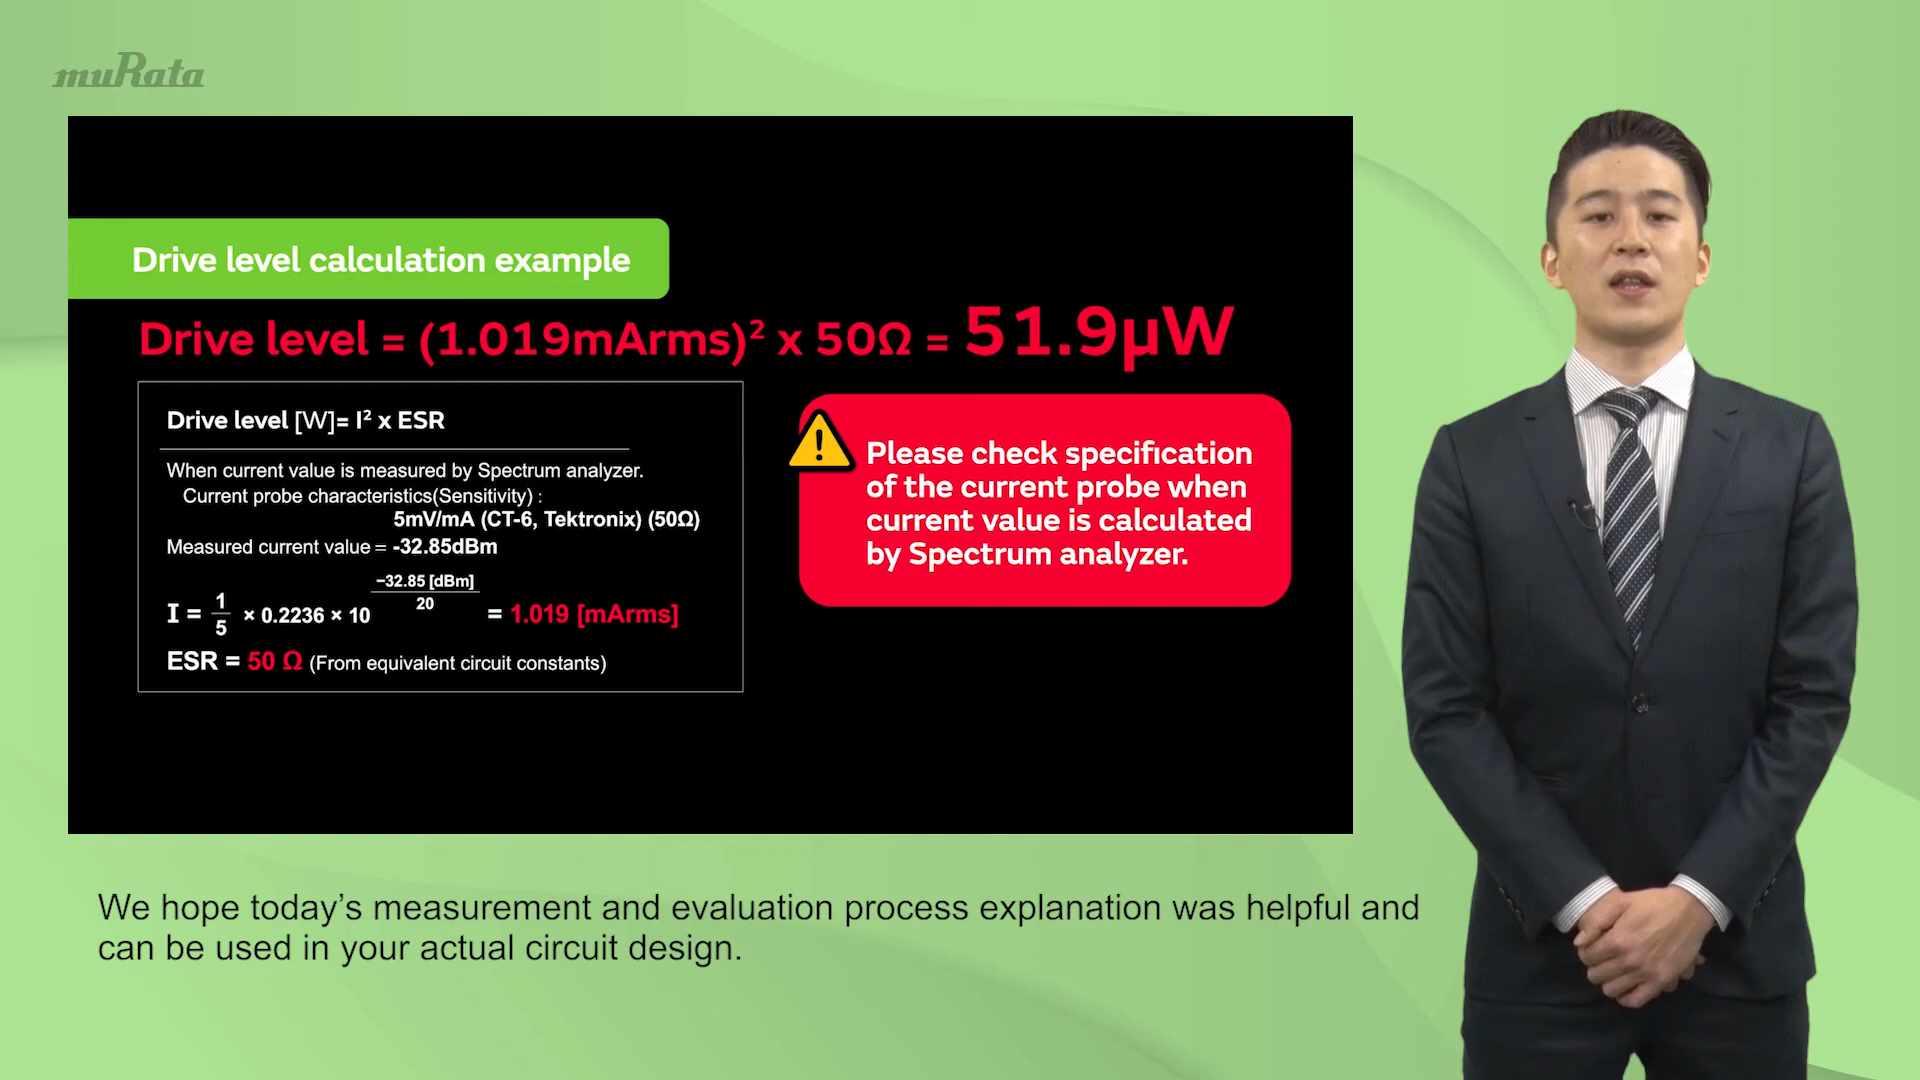 muRata
Drive level calculation example
Drive level = (1.019mArms)² x 50Ω = 51.9µW
Drive level [W]= I² x ESR
When current value is measured by Spectrum analyzer.
Current probe characteristics(Sensitivity) :
5mV/mA (CT-6, Tektronix) (50Ω)
Measured current value = -32.85dBm
I = 1/5 × 0.2236 × 10^(−32.85 [dBm]/20) = 1.019 [mArms]
ESR = 50 Ω (From equivalent circuit constants)
!
Please check specification
of the current probe when
current value is calculated
by Spectrum analyzer.
We hope today’s measurement and evaluation process explanation was helpful and
can be used in your actual circuit design.